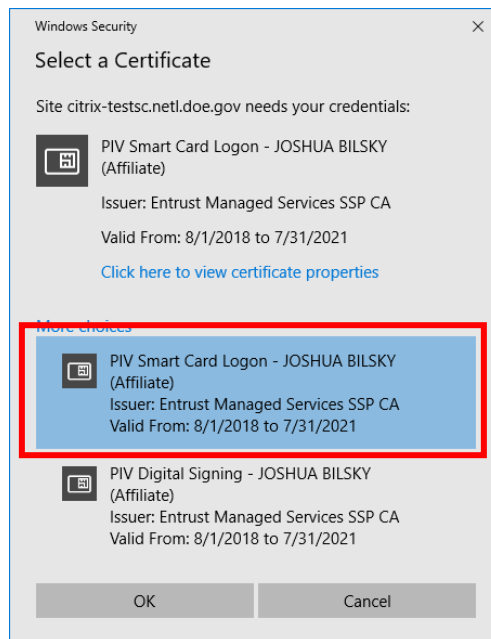 Windows Security
Select a Certificate
Site citrix-testsc.netl.doe.gov needs your credentials:
PIV Smart Card Logon - JOSHUA BILSKY
(Affiliate)
Issuer: Entrust Managed Services SSP CA
Valid From: 8/1/2018 to 7/31/2021
Click here to view certificate properties
More choices
PIV Smart Card Logon - JOSHUA BILSKY
(Affiliate)
Issuer: Entrust Managed Services SSP CA
Valid From: 8/1/2018 to 7/31/2021
PIV Digital Signing - JOSHUA BILSKY
(Affiliate)
Issuer: Entrust Managed Services SSP CA
Valid From: 8/1/2018 to 7/31/2021
OK
Cancel